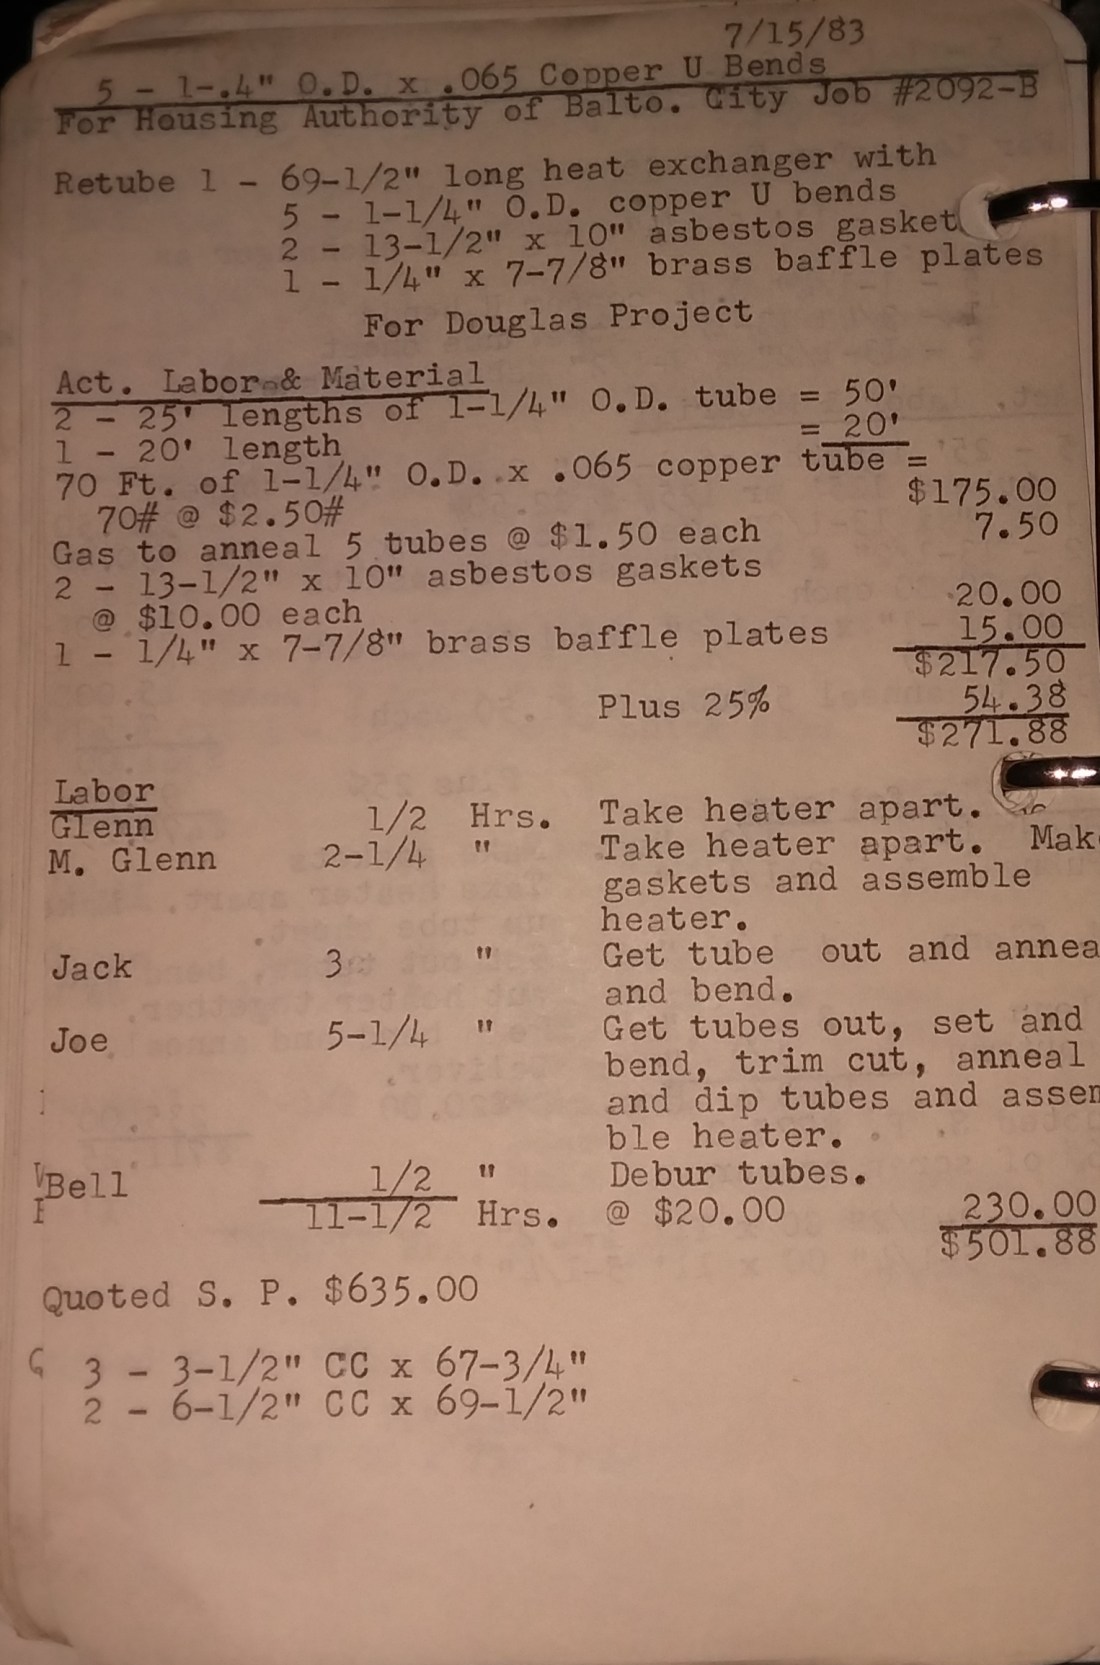 7/15/83
5 - 1-.4" O.D. x .065 Copper U Bends
For Housing Authority of Balto. City Job #2092-B
Retube 1 - 69-1/2" long heat exchanger with
5 - 1-1/4" O.D. copper U bends
2 - 13-1/2" x 10" asbestos gasket
1 - 1/4" x 7-7/8" brass baffle plates
For Douglas Project
Act. Labor & Material
2 - 25' lengths of 1-1/4" O.D. tube = 50'
1 - 20' length = 20'
70 Ft. of 1-1/4" O.D. x .065 copper tube =
70# @ $2.50# $175.00
Gas to anneal 5 tubes @ $1.50 each 7.50
2 - 13-1/2" x 10" asbestos gaskets
@ $10.00 each 20.00
1 - 1/4" x 7-7/8" brass baffle plates 15.00
$217.50
Plus 25% 54.38
$271.88
Labor
Glenn 1/2 Hrs. Take heater apart.
M. Glenn 2-1/4 " Take heater apart. Mak
gaskets and assemble
heater.
Jack 3 " Get tube out and annea
and bend.
Joe 5-1/4 " Get tubes out, set and
bend, trim cut, anneal
and dip tubes and assem
ble heater.
Bell 1/2 " Debur tubes.
11-1/2 Hrs. @ $20.00 230.00
$501.88
Quoted S. P. $635.00
3 - 3-1/2" CC x 67-3/4"
2 - 6-1/2" CC x 69-1/2"